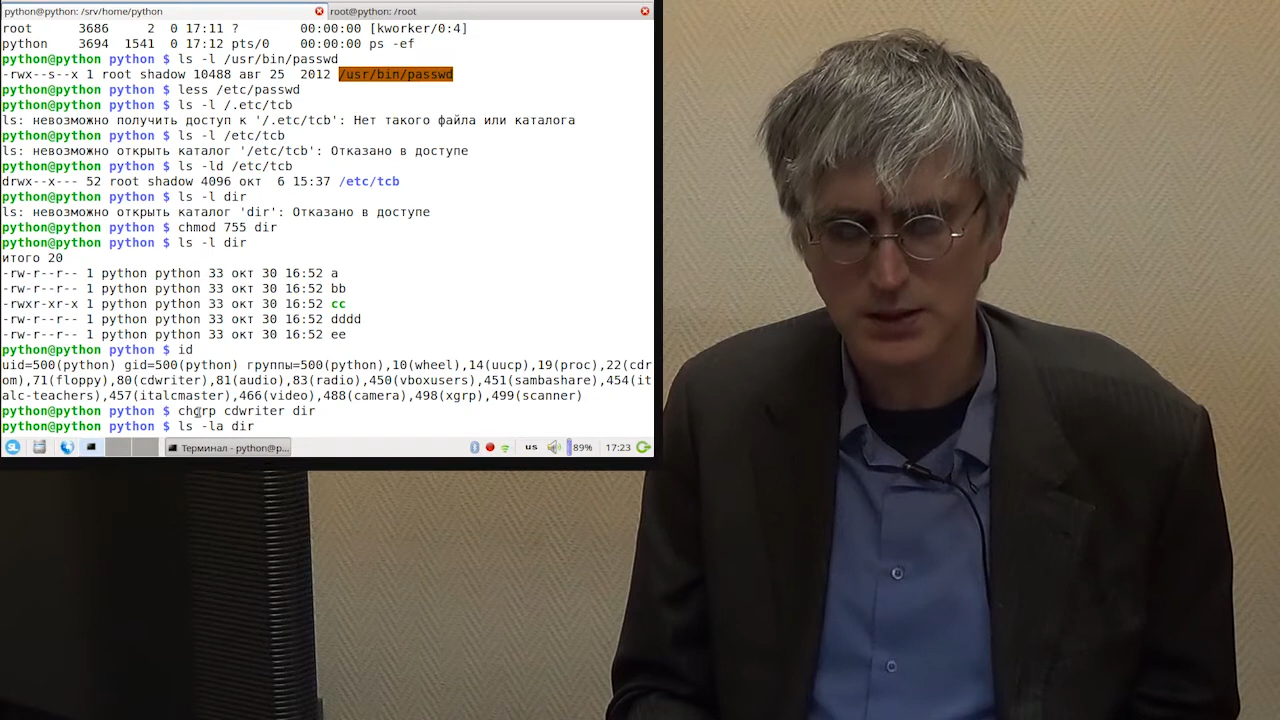 python@python: /srv/home/python
root@python: /root
root 3686 2 0 17:11 ? 00:00:00 [kworker/0:4]
python 3694 1541 0 17:12 pts/0 00:00:00 ps -ef
python@python python $ ls -l /usr/bin/passwd
-rwx--s--x 1 root shadow 10488 авг 25 2012 /usr/bin/passwd
python@python python $ less /etc/passwd
python@python python $ ls -l /.etc/tcb
ls: невозможно получить доступ к '/.etc/tcb': Нет такого файла или каталога
python@python python $ ls -l /etc/tcb
ls: невозможно открыть каталог '/etc/tcb': Отказано в доступе
python@python python $ ls -ld /etc/tcb
drwx--x--- 52 root shadow 4096 окт 6 15:37 /etc/tcb
python@python python $ ls -l dir
ls: невозможно открыть каталог 'dir': Отказано в доступе
python@python python $ chmod 755 dir
python@python python $ ls -l dir
итого 20
-rw-r--r-- 1 python python 33 окт 30 16:52 a
-rw-r--r-- 1 python python 33 окт 30 16:52 bb
-rwxr-xr-x 1 python python 33 окт 30 16:52 cc
-rw-r--r-- 1 python python 33 окт 30 16:52 dddd
-rw-r--r-- 1 python python 33 окт 30 16:52 ee
python@python python $ id
uid=500(python) gid=500(python) группы=500(python),10(wheel),14(uucp),19(proc),22(cdr
om),71(floppy),80(cdwriter),81(audio),83(radio),450(vboxusers),451(sambashare),454(it
alc-teachers),457(italcmaster),466(video),488(camera),498(xgrp),499(scanner)
python@python python $ chgrp cdwriter dir
python@python python $ ls -la dir
SL
Терминал - python@p...
us
89%
17:23